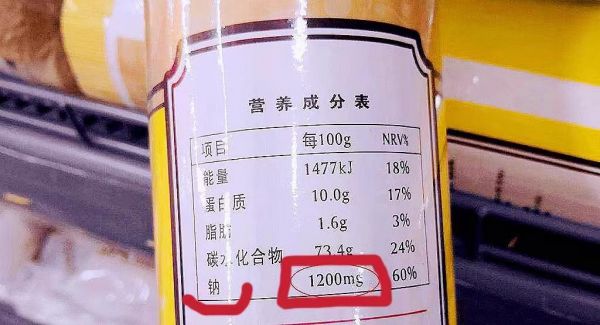 营养成分表
项目 每100g NRV%
能量 1477kJ 18%
蛋白质 10.0g 17%
脂肪 1.6g 3%
碳水化合物 73.4g 24%
钠 1200mg 60%